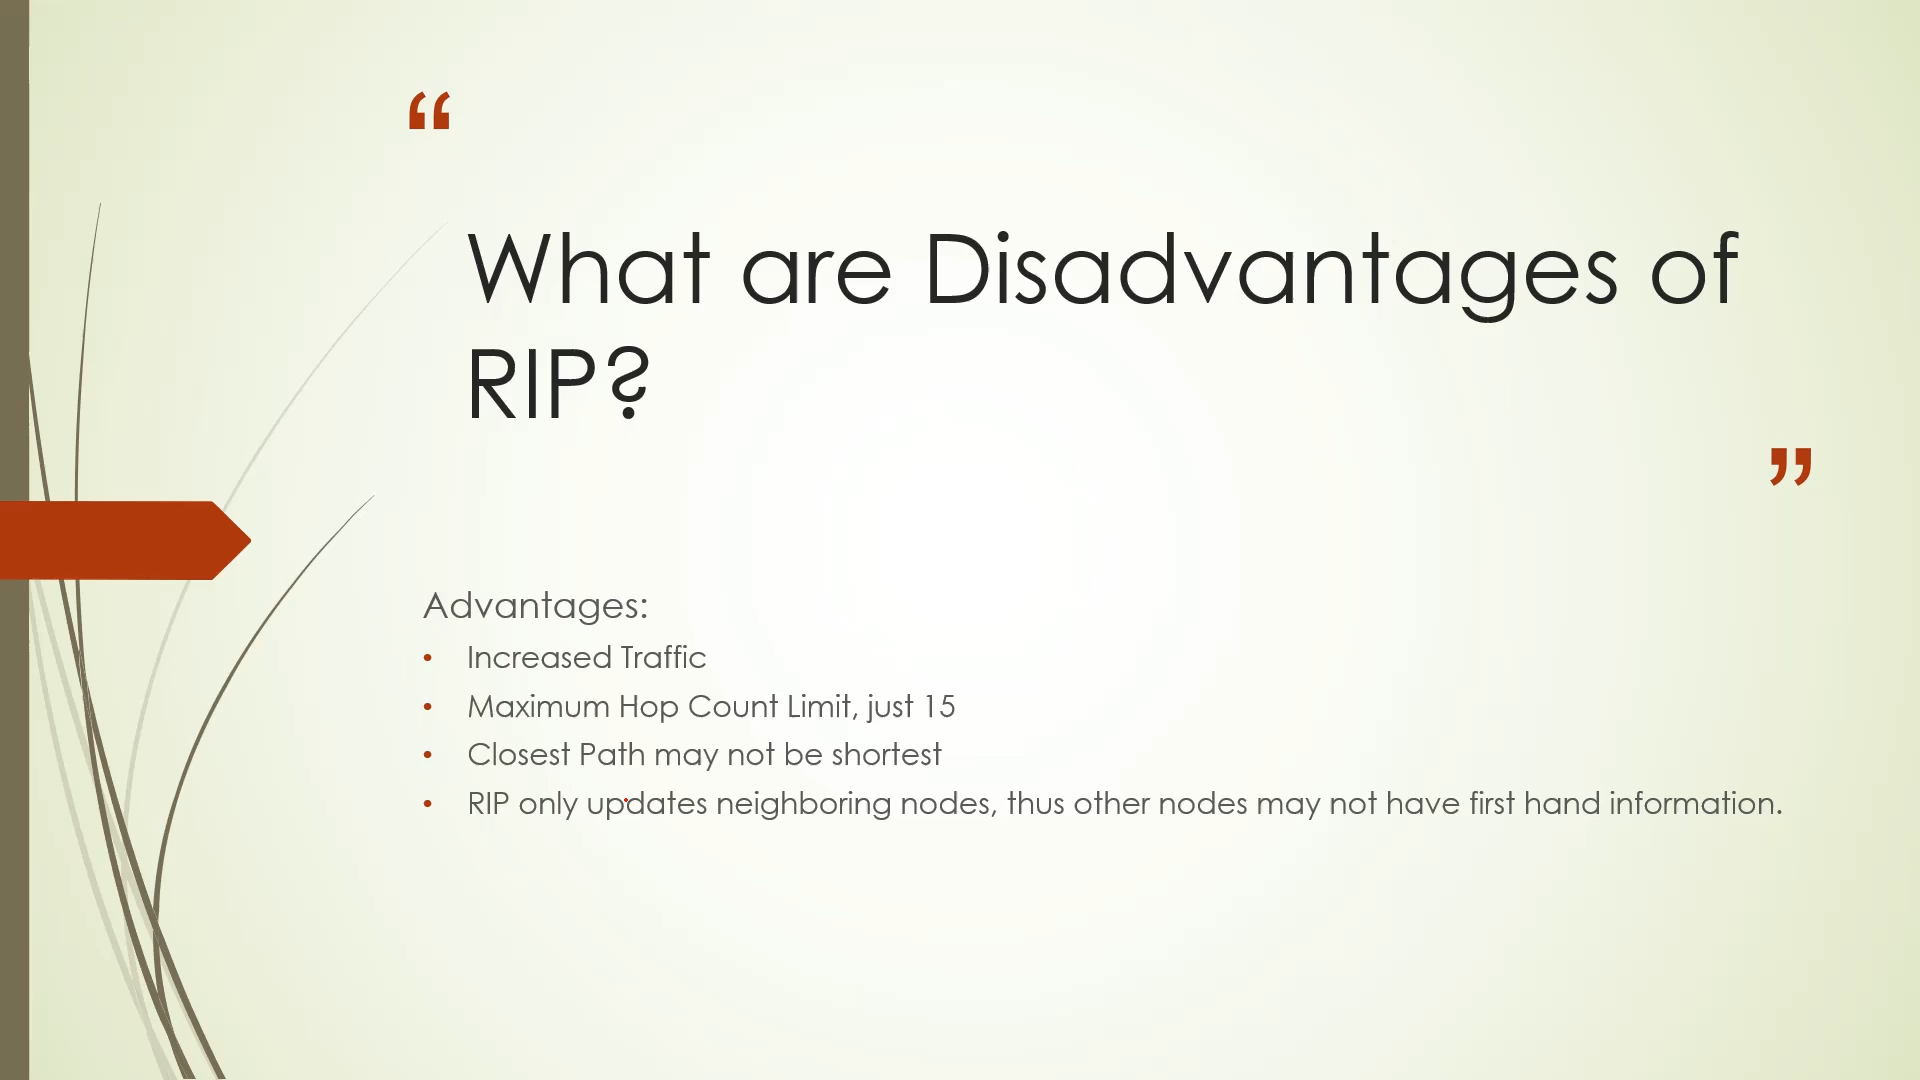 “
What are Disadvantages of
RIP?
”
Advantages:
• Increased Traffic
• Maximum Hop Count Limit, just 15
• Closest Path may not be shortest
• RIP only updates neighboring nodes, thus other nodes may not have first hand information.